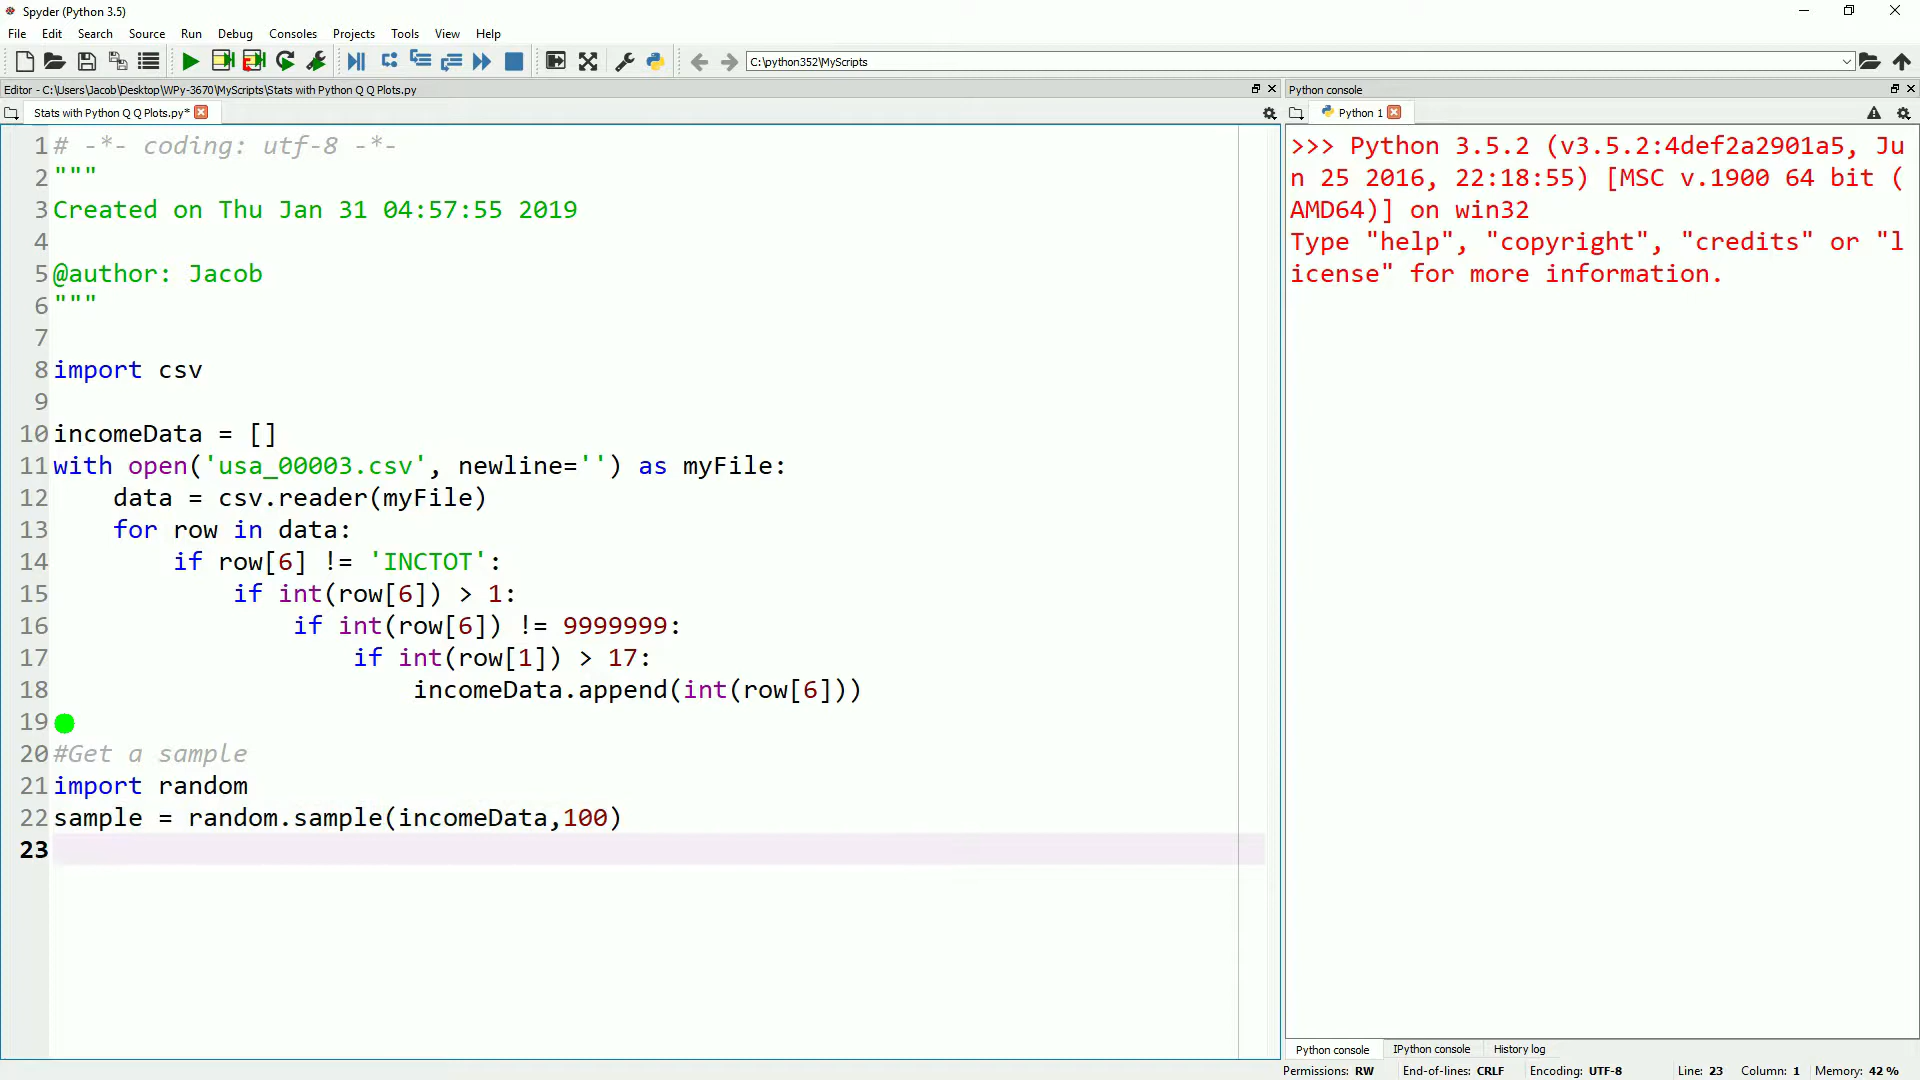 Spyder (Python 3.5)
File Edit Search Source Run Debug Consoles Projects Tools View Help
C:\python352\MyScripts
Editor - C:\Users\Jacob\Desktop\WPy-3670\MyScripts\Stats with Python Q Q Plots.py
Stats with Python Q Q Plots.py*
1 # -*- coding: utf-8 -*-
2 """
3 Created on Thu Jan 31 04:57:55 2019
4
5 @author: Jacob
6 """
7
8 import csv
9
10 incomeData = []
11 with open('usa_00003.csv', newline='') as myFile:
12     data = csv.reader(myFile)
13     for row in data:
14         if row[6] != 'INCTOT':
15             if int(row[6]) > 1:
16                 if int(row[6]) != 9999999:
17                     if int(row[1]) > 17:
18                         incomeData.append(int(row[6]))
19
20 #Get a sample
21 import random
22 sample = random.sample(incomeData,100)
23
Python console
Python 1
>>> Python 3.5.2 (v3.5.2:4def2a2901a5, Ju
n 25 2016, 22:18:55) [MSC v.1900 64 bit (
AMD64)] on win32
Type "help", "copyright", "credits" or "l
icense" for more information.
Python console IPython console History log
Permissions: RW End-of-lines: CRLF Encoding: UTF-8 Line: 23 Column: 1 Memory: 42 %